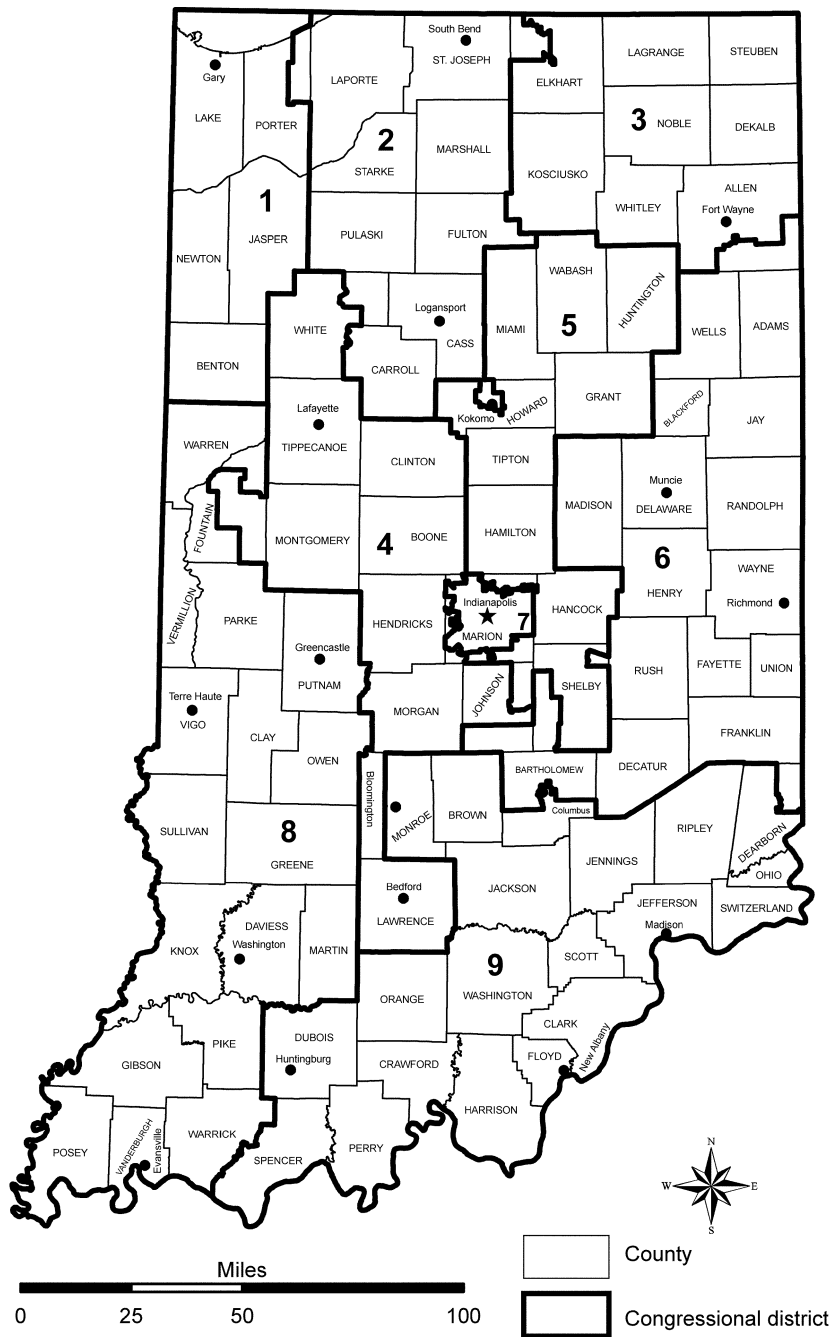 South Bend
ST. JOSEPH
LAGRANGE
STEUBEN
Gary
LAPORTE
ELKHART
LAKE
PORTER
2
STARKE
MARSHALL
3
NOBLE
DEKALB
KOSCIUSKO
ALLEN
Fort Wayne
WHITLEY
1
JASPER
PULASKI
FULTON
NEWTON
WABASH
HUNTINGTON
WHITE
Logansport
CASS
MIAMI
5
WELLS
ADAMS
BENTON
CARROLL
GRANT
Lafayette
TIPPECANOE
Kokomo
HOWARD
BLACKFORD
JAY
WARREN
CLINTON
TIPTON
MADISON
Muncie
DELAWARE
RANDOLPH
FOUNTAIN
MONTGOMERY
4
BOONE
HAMILTON
6
HENRY
WAYNE
Richmond
VERMILLION
PARKE
HENDRICKS
Indianapolis
MARION
7
HANCOCK
Greencastle
PUTNAM
RUSH
FAYETTE
UNION
Terre Haute
VIGO
MORGAN
JOHNSON
SHELBY
CLAY
OWEN
FRANKLIN
Bloomington
BARTHOLOMEW
Columbus
DECATUR
SULLIVAN
8
GREENE
MONROE
BROWN
RIPLEY
DEARBORN
JENNINGS
OHIO
Bedford
LAWRENCE
JACKSON
JEFFERSON
Madison
SWITZERLAND
KNOX
DAVIESS
Washington
MARTIN
9
WASHINGTON
SCOTT
ORANGE
CLARK
PIKE
DUBOIS
Huntingburg
GIBSON
CRAWFORD
FLOYD
New Albany
HARRISON
POSEY
VANDERBURGH
Evansville
WARRICK
SPENCER
PERRY
N
W
E
S
Miles
0
25
50
100
County
Congressional district